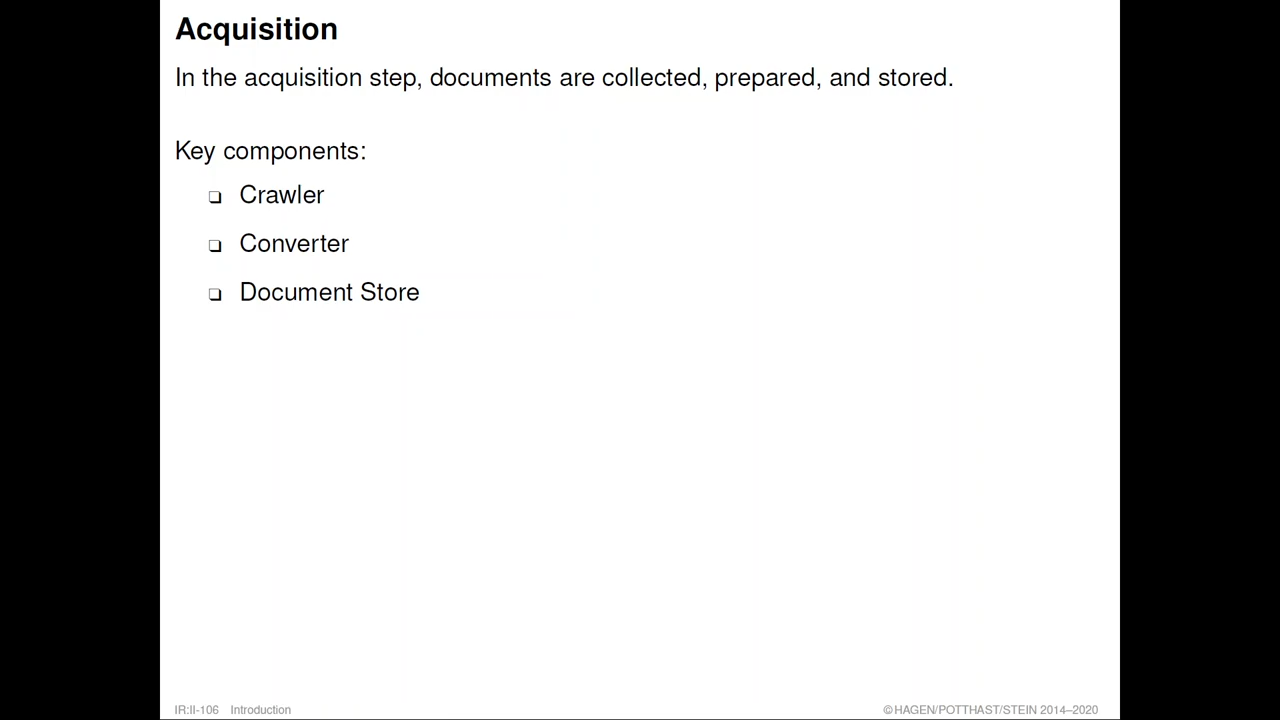 Acquisition
In the acquisition step, documents are collected, prepared, and stored.
Key components:
❏ Crawler
❏ Converter
❏ Document Store
IR:II-106 Introduction
©HAGEN/POTTHAST/STEIN 2014–2020